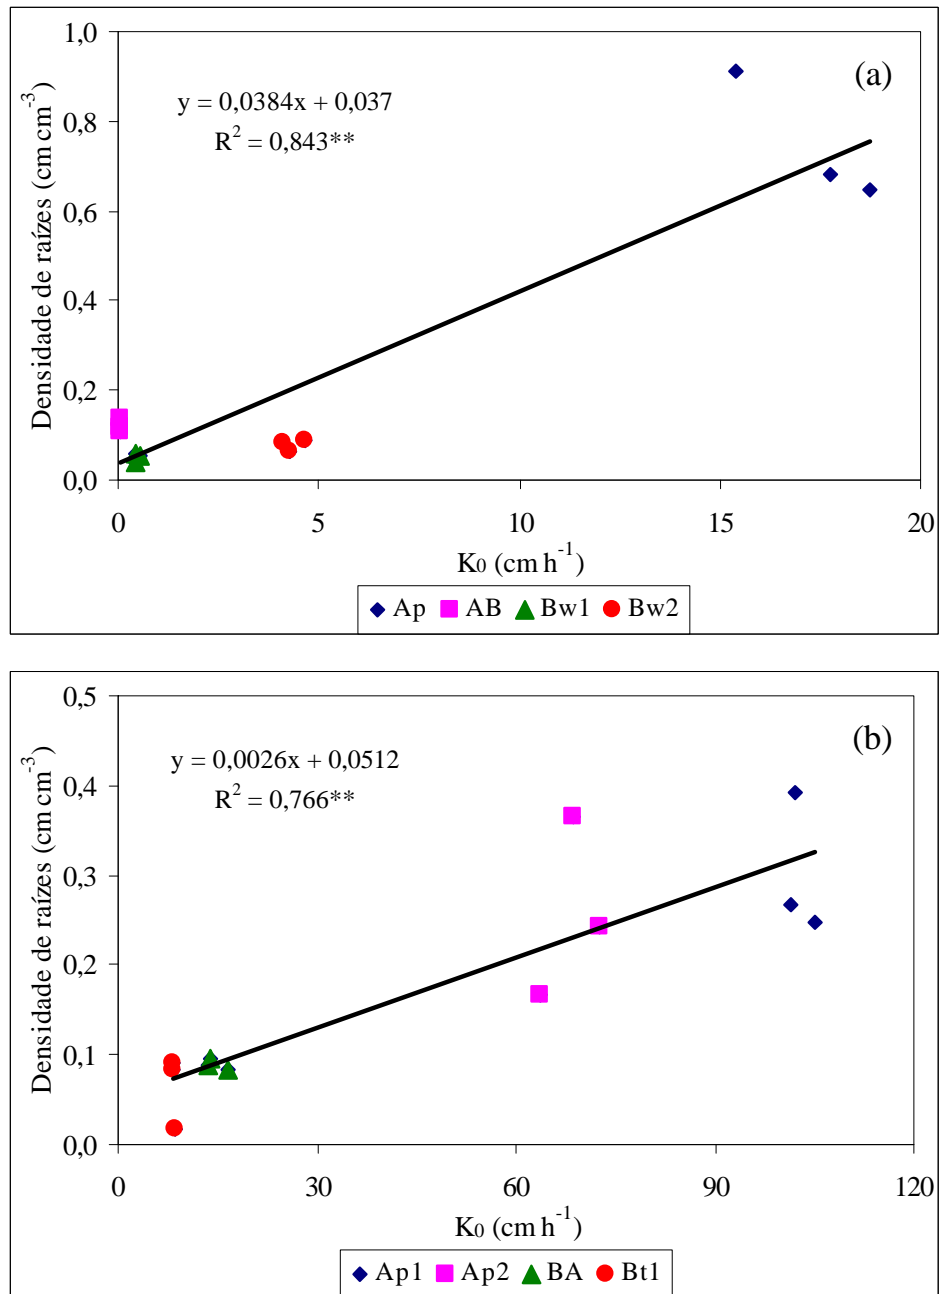 (a)
y = 0,0384x + 0,037
R² = 0,843**
Densidade de raízes (cm cm⁻³)
1,0
0,8
0,6
0,4
0,2
0,0
0 5 10 15 20
K₀ (cm h⁻¹)
Ap AB Bw1 Bw2
(b)
y = 0,0026x + 0,0512
R² = 0,766**
Densidade de raízes (cm cm⁻³)
0,5
0,4
0,3
0,2
0,1
0,0
0 30 60 90 120
K₀ (cm h⁻¹)
Ap1 Ap2 BA Bt1